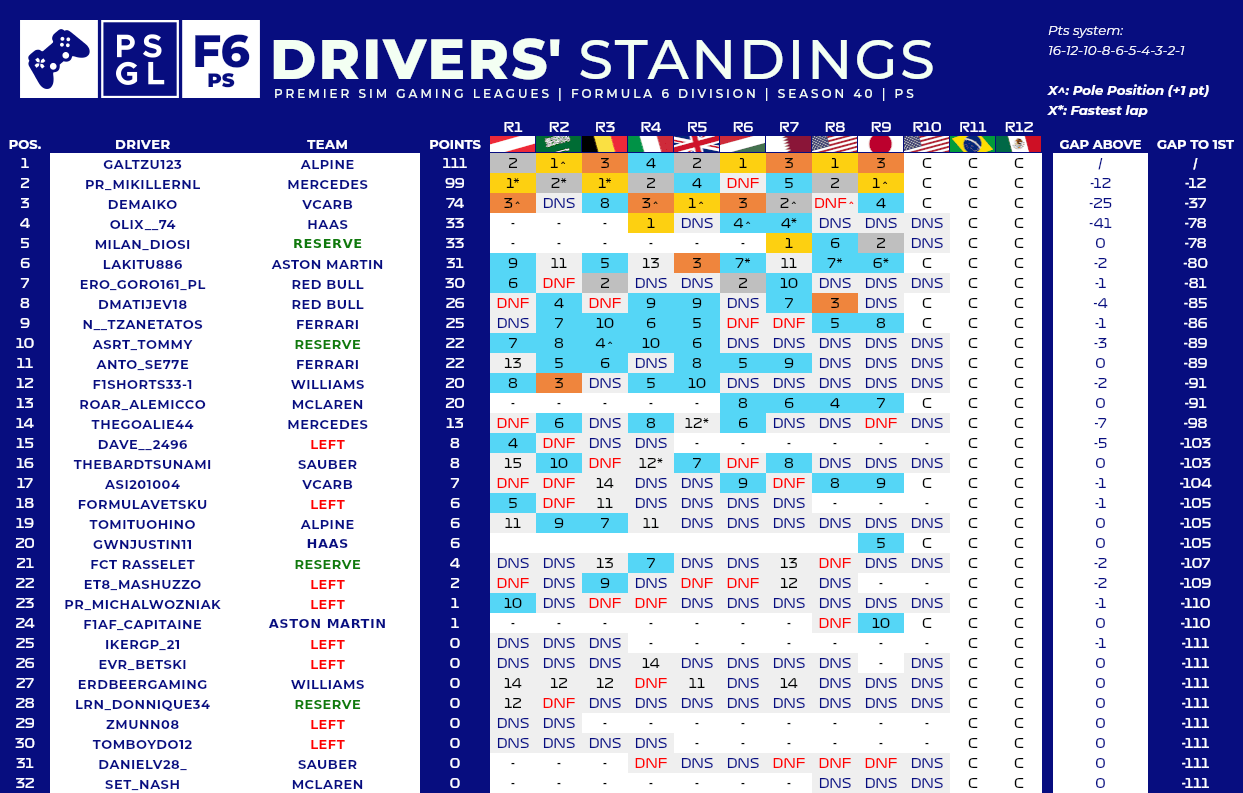 PS
GL
F6
PS
DRIVERS' STANDINGS
PREMIER SIM GAMING LEAGUES | FORMULA 6 DIVISION | SEASON 40 | PS
Pts system:
16-12-10-8-6-5-4-3-2-1
X^: Pole Position (+1 pt)
X*: Fastest lap
R1 R2 R3 R4 R5 R6 R7 R8 R9 R10 R11 R12
POS. DRIVER TEAM POINTS GAP ABOVE GAP TO 1ST
1 GALTZU123 ALPINE 111 2 1^ 3 4 2 1 3 1 3 C C C / /
2 PR_MIKILLERNL MERCEDES 99 1* 2* 1* 2 4 DNF 5 2 1^ C C C -12 -12
3 DEMAIKO VCARB 74 3^ DNS 8 3^ 1^ 3 2^ DNF^ 4 C C C -25 -37
4 OLIX__74 HAAS 33 - - - 1 DNS 4^ 4* DNS DNS DNS C C -41 -78
5 MILAN_DIOSI RESERVE 33 - - - - - - 1 6 2 DNS C C 0 -78
6 LAKITU886 ASTON MARTIN 31 9 11 5 13 3 7* 11 7* 6* C C C -2 -80
7 ERO_GORO161_PL RED BULL 30 6 DNF 2 DNS DNS 2 10 DNS DNS DNS C C -1 -81
8 DMATIJEV18 RED BULL 26 DNF 4 DNF 9 9 DNS 7 3 DNS C C C -4 -85
9 N__TZANETATOS FERRARI 25 DNS 7 10 6 5 DNF DNF 5 8 C C C -1 -86
10 ASRT_TOMMY RESERVE 22 7 8 4^ 10 6 DNS DNS DNS DNS DNS C C -3 -89
11 ANTO_SE77E FERRARI 22 13 5 6 DNS 8 5 9 DNS DNS DNS C C 0 -89
12 F1SHORTS33-1 WILLIAMS 20 8 3 DNS 5 10 DNS DNS DNS DNS DNS C C -2 -91
13 ROAR_ALEMICCO MCLAREN 20 - - - - - 8 6 4 7 C C C 0 -91
14 THEGOALIE44 MERCEDES 13 DNF 6 DNS 8 12* 6 DNS DNS DNF DNS C C -7 -98
15 DAVE__2496 LEFT 8 4 DNF DNS DNS - - - - - - C C -5 -103
16 THEBARDTSUNAMI SAUBER 8 15 10 DNF 12* 7 DNF 8 DNS DNS DNS C C 0 -103
17 ASI201004 VCARB 7 DNF DNF 14 DNS DNS 9 DNF 8 9 C C C -1 -104
18 FORMULAVETSKU LEFT 6 5 DNF 11 DNS DNS DNS DNS - - - C C -1 -105
19 TOMITUOHINO ALPINE 6 11 9 7 11 DNS DNS DNS DNS DNS DNS C C 0 -105
20 GWNJUSTIN11 HAAS 6 5 C C C 0 -105
21 FCT RASSELET RESERVE 4 DNS DNS 13 7 DNS DNS 13 DNF DNS DNS C C -2 -107
22 ET8_MASHUZZO LEFT 2 DNF DNS 9 DNS DNF DNF 12 DNS - - C C -2 -109
23 PR_MICHALWOZNIAK LEFT 1 10 DNS DNF DNF DNS DNS DNS DNS DNS DNS C C -1 -110
24 F1AF_CAPITAINE ASTON MARTIN 1 - - - - - - - DNF 10 C C C 0 -110
25 IKERGP_21 LEFT 0 DNS DNS DNS - - - - - - - C C -1 -111
26 EVR_BETSKI LEFT 0 DNS DNS DNS 14 DNS DNS DNS DNS - DNS C C 0 -111
27 ERDBEERGAMING WILLIAMS 0 14 12 12 DNF 11 DNS 14 DNS DNS DNS C C 0 -111
28 LRN_DONNIQUE34 RESERVE 0 12 DNF DNS DNS DNS DNS DNS DNS DNS DNS C C 0 -111
29 ZMUNN08 LEFT 0 DNS DNS - - - - - - - - C C 0 -111
30 TOMBOYDO12 LEFT 0 DNS DNS DNS DNS - - - - - - C C 0 -111
31 DANIELV28_ SAUBER 0 - - - DNF DNS DNS DNF DNF DNF DNS C C 0 -111
32 SET_NASH MCLAREN 0 - - - - - - - DNS DNS DNS C C 0 -111